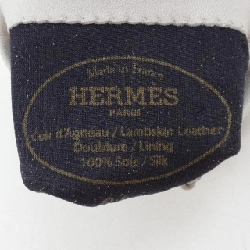 Made in France
HERMES
PARIS
Cuir d'Agneau / Lambskin Leather
Doublure / Lining
100% Soie / Silk